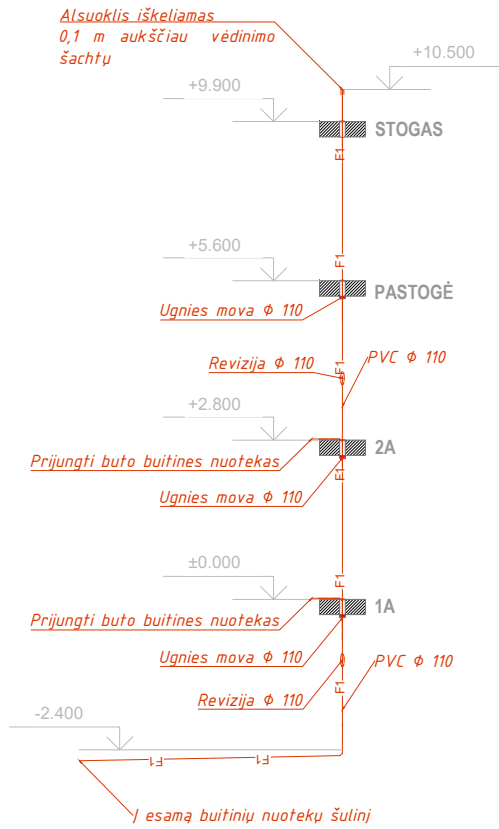 Alsuoklis iškeliamas
0,1 m aukščiau vėdinimo
šachtų
+10.500
+9.900
STOGAS
F1
+5.600
F1
PASTOGĖ
Ugnies mova Φ 110
Revizija Φ 110
PVC Φ 110
F1
+2.800
2A
Prijungti buto buitines nuotekas
F1
Ugnies mova Φ 110
±0.000
F1
1A
Prijungti buto buitines nuotekas
Ugnies mova Φ 110
PVC Φ 110
F1
Revizija Φ 110
-2.400
F1
F1
Į esamą buitinių nuotekų šulinį